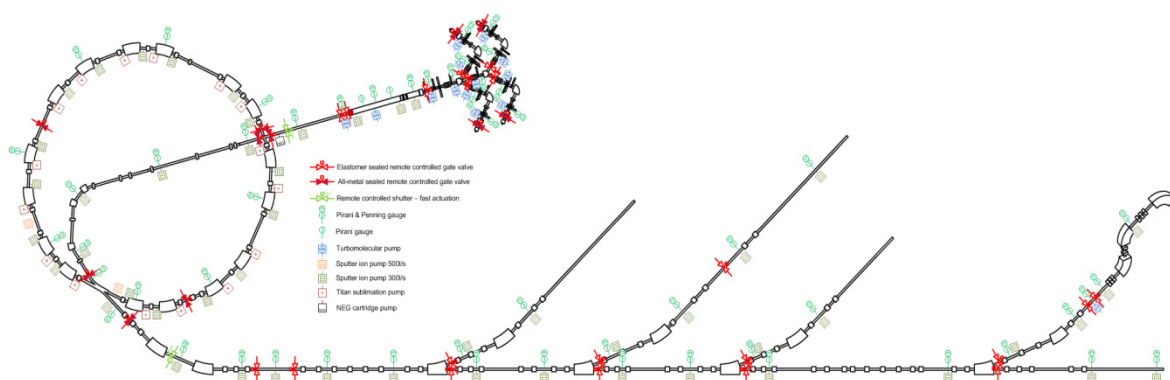 Elastomer sealed remote controlled gate valve
All-metal sealed remote controlled gate valve
Remote controlled shutter – fast actuation
Pirani & Penning gauge
Pirani gauge
Turbomolecular pump
Sputter ion pump 500l/s
Sputter ion pump 300l/s
Titan sublimation pump
NEG cartridge pump